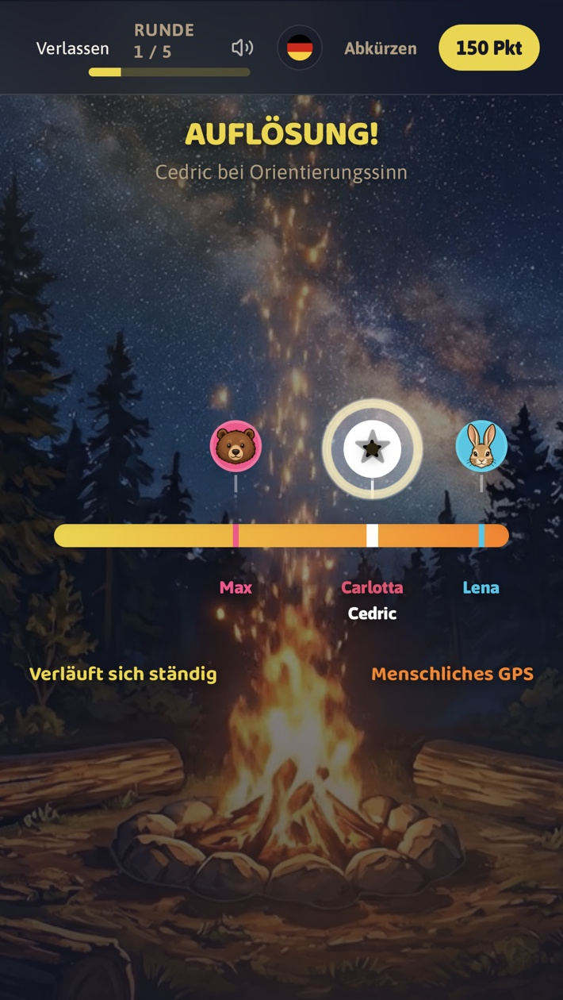 Verlassen
RUNDE
1 / 5
Abkürzen
150 Pkt
AUFLÖSUNG!
Cedric bei Orientierungssinn
Max
Carlotta
Lena
Cedric
Verläuft sich ständig
Menschliches GPS